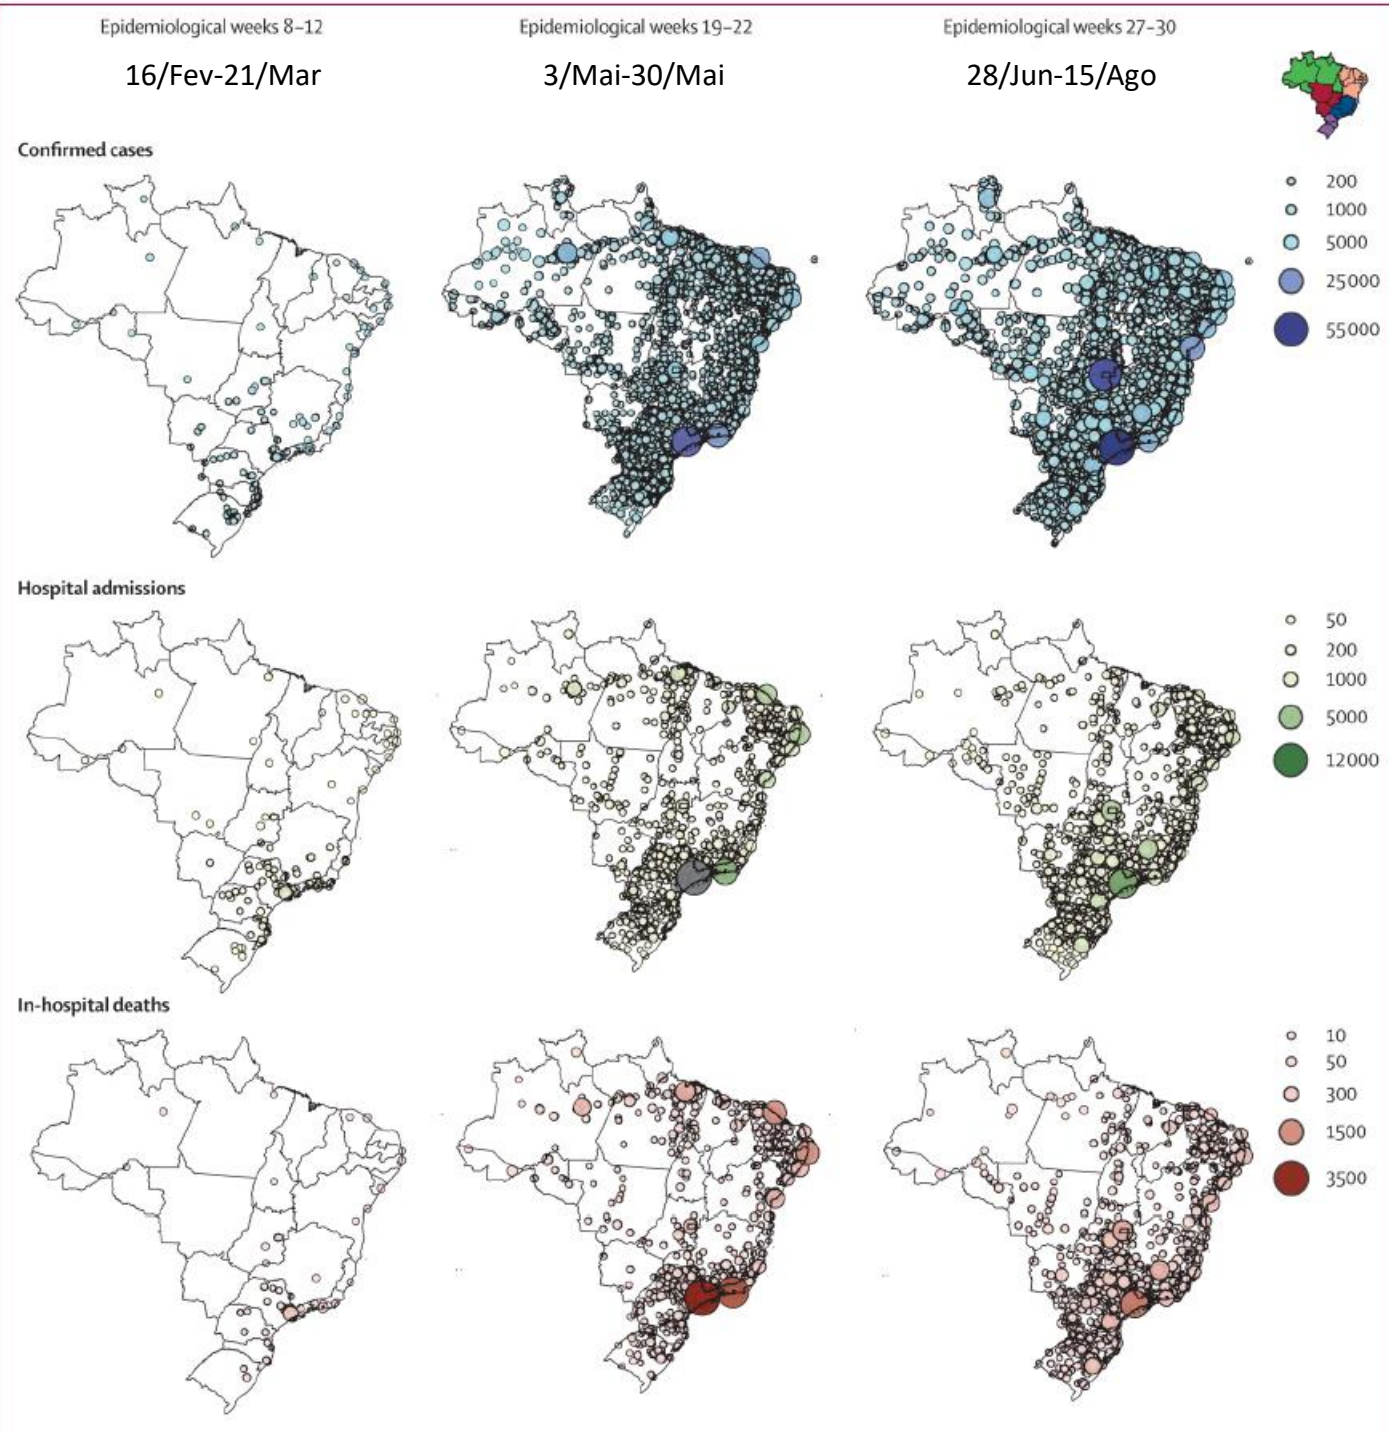 Epidemiological weeks 8–12
Epidemiological weeks 19–22
Epidemiological weeks 27–30
16/Fev-21/Mar
3/Mai-30/Mai
28/Jun-15/Ago
Confirmed cases
200
1000
5000
25000
55000
Hospital admissions
50
200
1000
5000
12000
In-hospital deaths
10
50
300
1500
3500